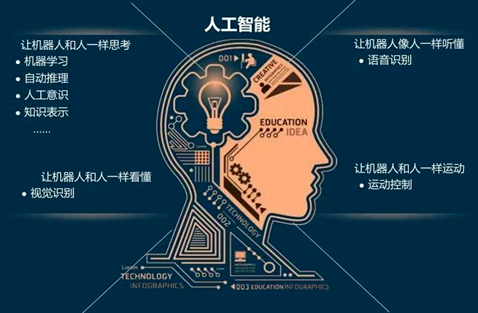 人工智能
让机器人和人一样思考
● 机器学习
● 自动推理
● 人工意识
● 知识表示
......
让机器人像人一样听懂
● 语音识别
001
CREATIVE
INFOGRAPHICS
EDUCATION
IDEA
让机器人和人一样看懂
● 视觉识别
让机器人和人一样运动
● 运动控制
TECHNOLOGY
002
TECHNOLOGY
INFOGRAPHICS
003 EDUCATION INFOGRAPHICS